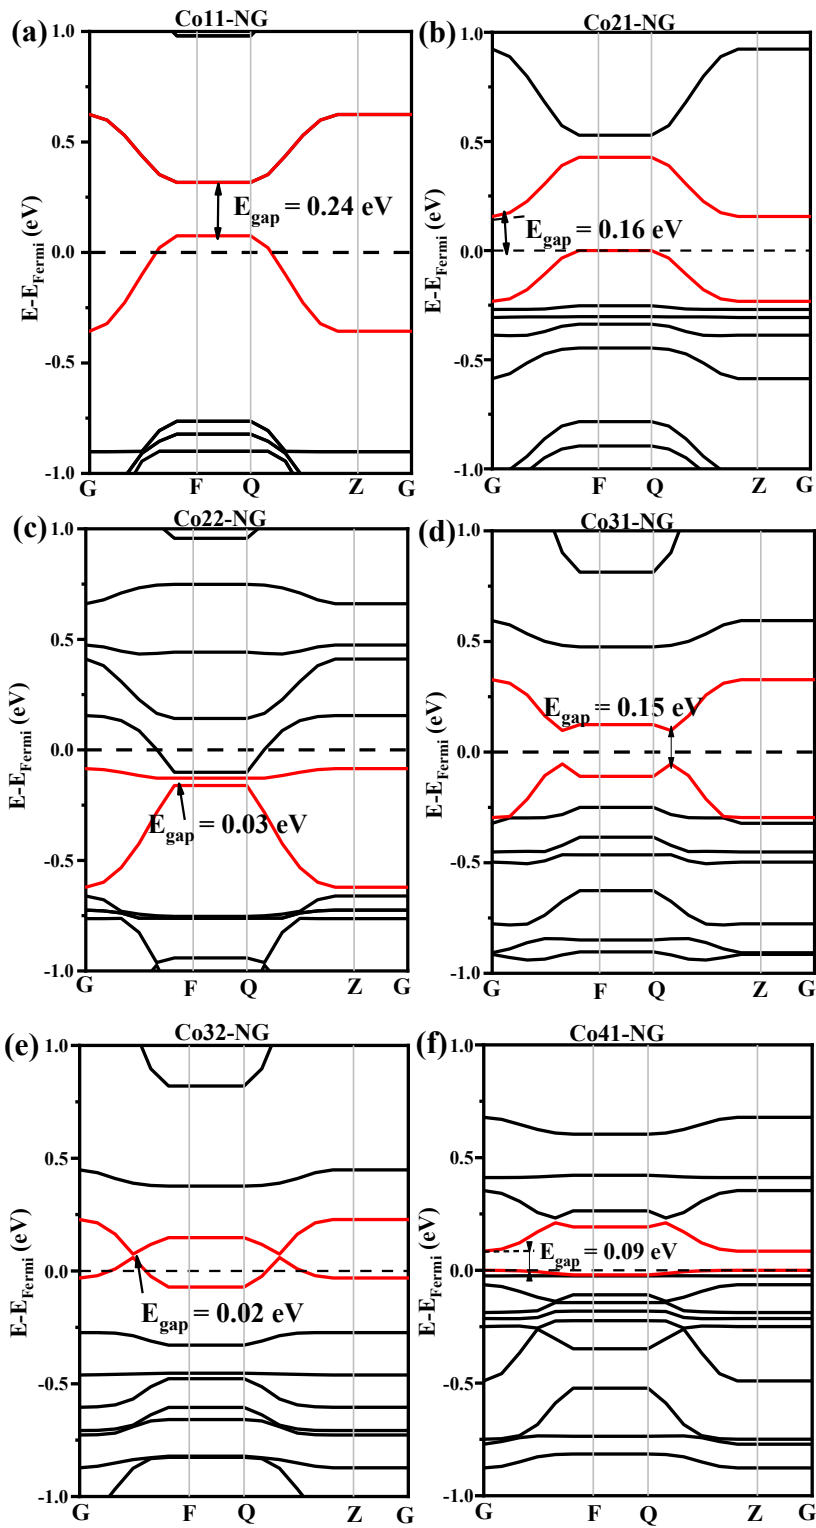 (a) Co11-NG
1.0
0.5
0.0
-0.5
-1.0
E-E_Fermi (eV)
E_gap = 0.24 eV
G F Q Z G
(b) Co21-NG
1.0
0.5
0.0
-0.5
-1.0
E-E_Fermi (eV)
E_gap = 0.16 eV
G F Q Z G
(c) Co22-NG
1.0
0.5
0.0
-0.5
-1.0
E-E_Fermi (eV)
E_gap = 0.03 eV
G F Q Z G
(d) Co31-NG
1.0
0.5
0.0
-0.5
-1.0
E-E_Fermi (eV)
E_gap = 0.15 eV
G F Q Z G
(e) Co32-NG
1.0
0.5
0.0
-0.5
-1.0
E-E_Fermi (eV)
E_gap = 0.02 eV
G F Q Z G
(f) Co41-NG
1.0
0.5
0.0
-0.5
-1.0
E-E_Fermi (eV)
E_gap = 0.09 eV
G F Q Z G